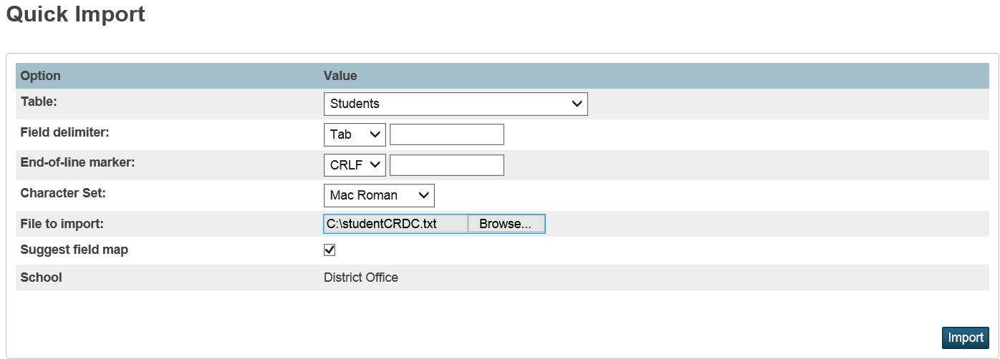 Quick Import
Option Value
Table: Students
Field delimiter: Tab
End-of-line marker: CRLF
Character Set: Mac Roman
File to import: C:\studentCRDC.txt Browse...
Suggest field map
School District Office
Import